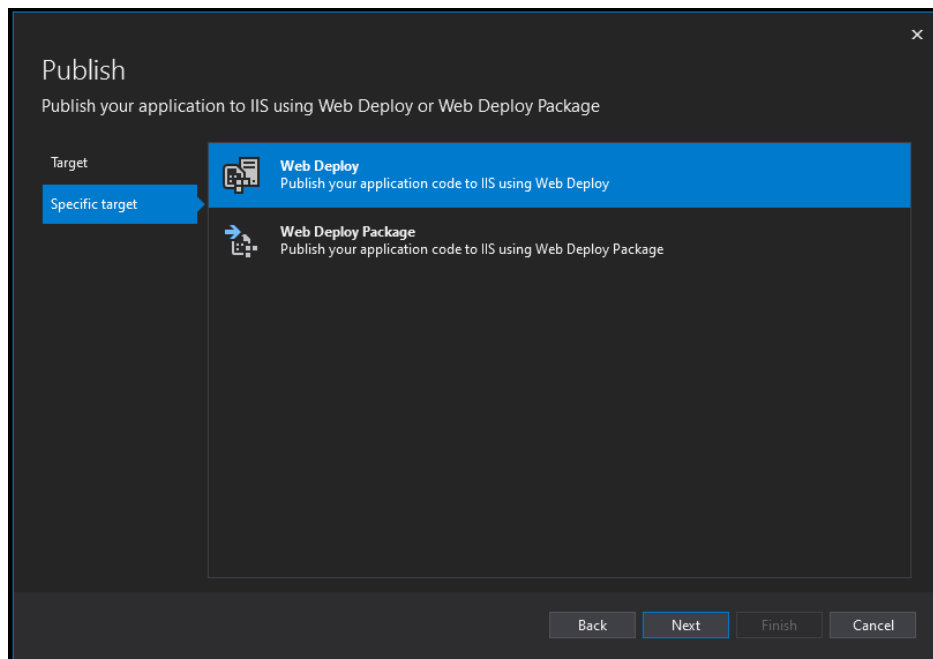 Publish
Publish your application to IIS using Web Deploy or Web Deploy Package
Target
Specific target
Web Deploy
Publish your application code to IIS using Web Deploy
Web Deploy Package
Publish your application code to IIS using Web Deploy Package
Back
Next
Finish
Cancel